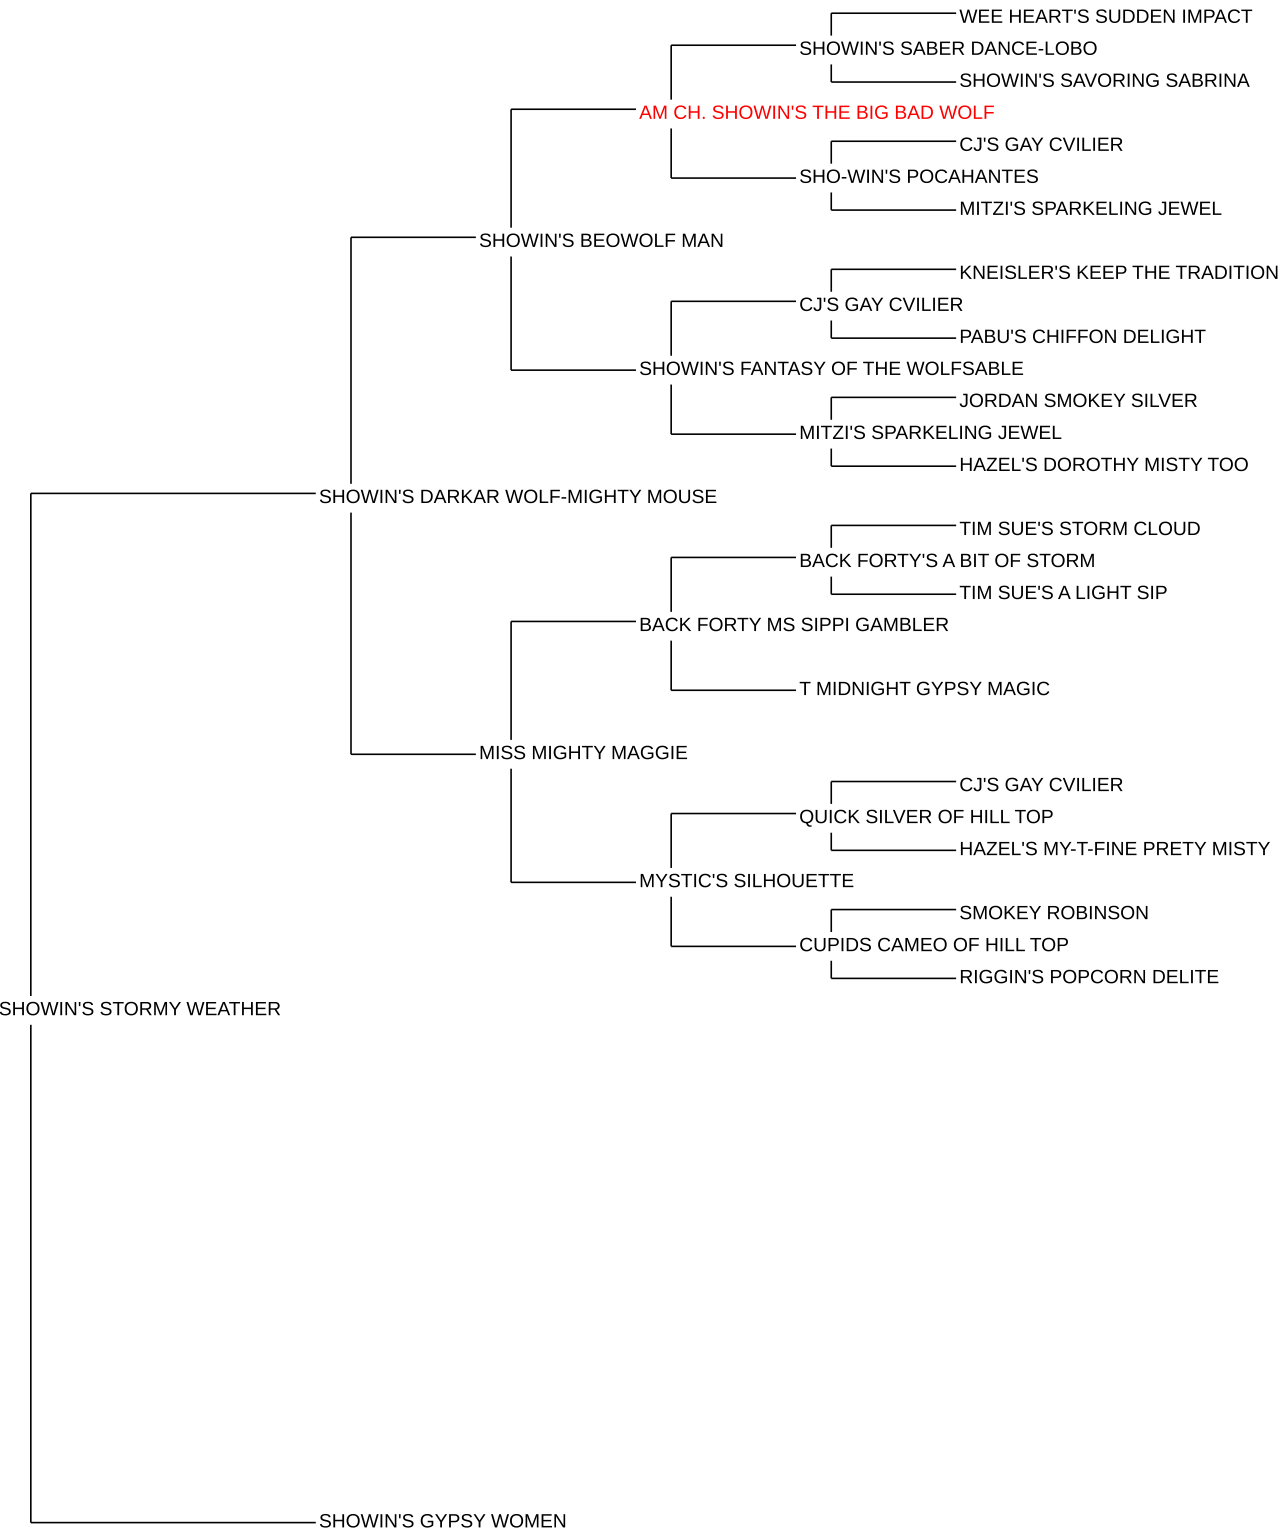 WEE HEART'S SUDDEN IMPACT
SHOWIN'S SABER DANCE-LOBO
SHOWIN'S SAVORING SABRINA
AM CH. SHOWIN'S THE BIG BAD WOLF
CJ'S GAY CVILIER
SHO-WIN'S POCAHANTES
MITZI'S SPARKELING JEWEL
SHOWIN'S BEOWOLF MAN
KNEISLER'S KEEP THE TRADITION
CJ'S GAY CVILIER
PABU'S CHIFFON DELIGHT
SHOWIN'S FANTASY OF THE WOLFSABLE
JORDAN SMOKEY SILVER
MITZI'S SPARKELING JEWEL
HAZEL'S DOROTHY MISTY TOO
SHOWIN'S DARKAR WOLF-MIGHTY MOUSE
TIM SUE'S STORM CLOUD
BACK FORTY'S A BIT OF STORM
TIM SUE'S A LIGHT SIP
BACK FORTY MS SIPPI GAMBLER
T MIDNIGHT GYPSY MAGIC
MISS MIGHTY MAGGIE
CJ'S GAY CVILIER
QUICK SILVER OF HILL TOP
HAZEL'S MY-T-FINE PRETY MISTY
MYSTIC'S SILHOUETTE
SMOKEY ROBINSON
CUPIDS CAMEO OF HILL TOP
RIGGIN'S POPCORN DELITE
SHOWIN'S STORMY WEATHER
SHOWIN'S GYPSY WOMEN